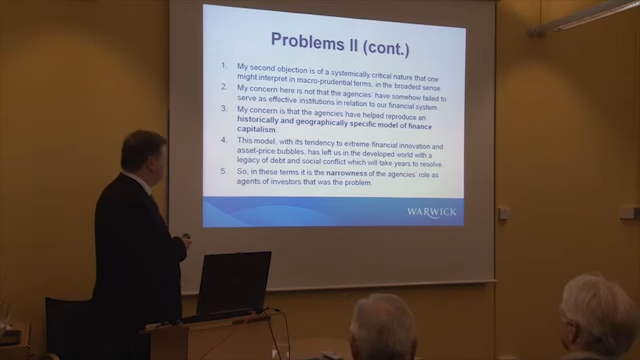 Problems II (cont.)
1. My second objection is of a systemically critical nature that one
might interpret in macro-prudential terms, in the broadest sense.
2. My concern here is not that the agencies' have somehow failed to
serve as effective institutions in relation to our financial system.
3. My concern is that the agencies have helped reproduce an
historically and geographically specific model of finance
capitalism.
4. This model, with its tendency to extreme financial innovation and
asset-price bubbles, has left us in the developed world with a
legacy of debt and social conflict which will take years to resolve.
5. So, in these terms it is the narrowness of the agencies' role as
agents of investors that was the problem.
WARWICK